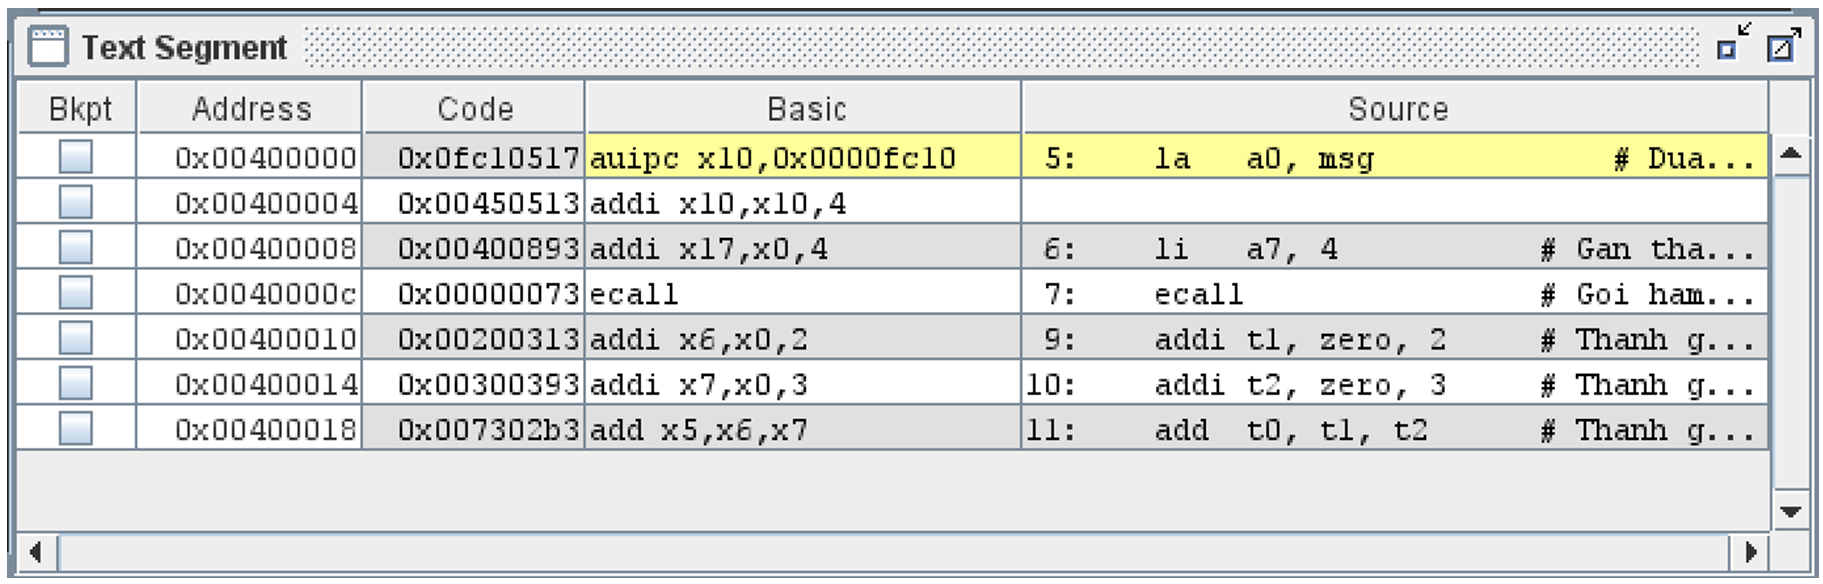 Text Segment
Bkpt Address Code Basic Source
0x00400000 0x0fc10517 auipc x10,0x0000fc10 5: la a0, msg # Dua...
0x00400004 0x00450513 addi x10,x10,4
0x00400008 0x00400893 addi x17,x0,4 6: li a7, 4 # Gan tha...
0x0040000c 0x00000073 ecall 7: ecall # Goi ham...
0x00400010 0x00200313 addi x6,x0,2 9: addi t1, zero, 2 # Thanh g...
0x00400014 0x00300393 addi x7,x0,3 10: addi t2, zero, 3 # Thanh g...
0x00400018 0x007302b3 add x5,x6,x7 11: add t0, t1, t2 # Thanh g...